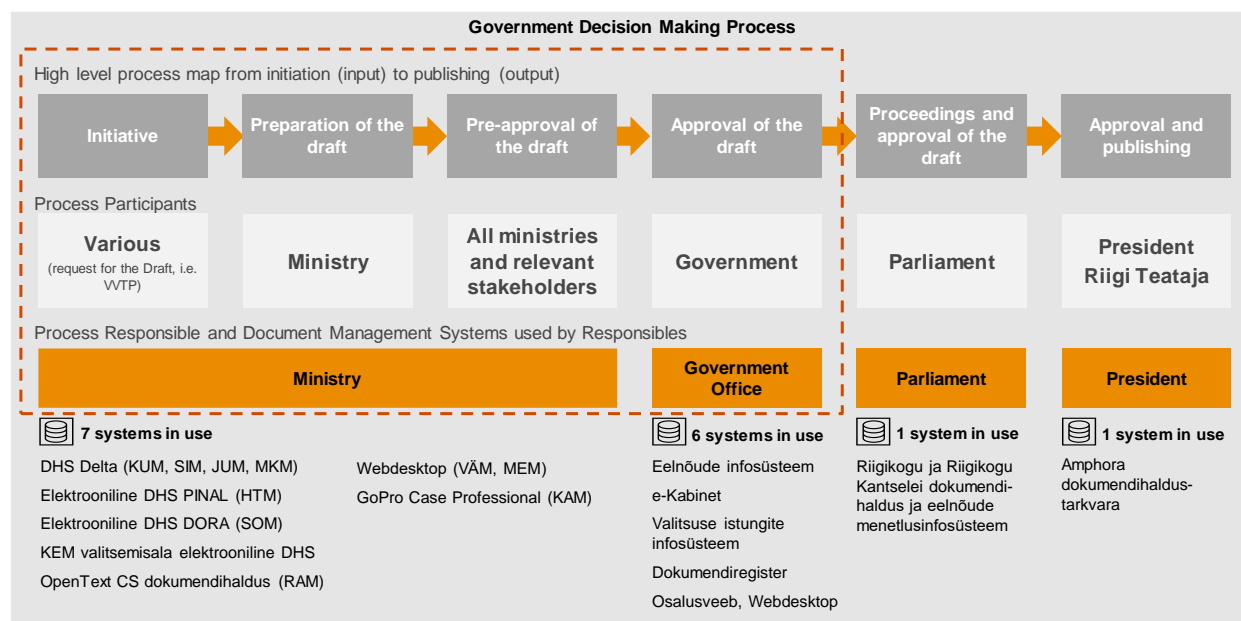 Government Decision Making Process
High level process map from initiation (input) to publishing (output)
Initiative
Preparation of the
draft
Pre-approval of
the draft
Approval of the
draft
Proceedings and
approval of the
draft
Approval and
publishing
Process Participants
Various
(request for the Draft, i.e.
VVTP)
Ministry
All ministries
and relevant
stakeholders
Government
Parliament
President
Riigi Teataja
Process Responsible and Document Management Systems used by Responsibles
Ministry
Government
Office
Parliament
President
7 systems in use
DHS Delta (KUM, SIM, JUM, MKM)
Elektrooniline DHS PINAL (HTM)
Elektrooniline DHS DORA (SOM)
KEM valitsemisala elektrooniline DHS
OpenText CS dokumendihaldus (RAM)
Webdesktop (VÄM, MEM)
GoPro Case Professional (KAM)
6 systems in use
Eelnõude infosüsteem
e-Kabinet
Valitsuse istungite
infosüsteem
Dokumendiregister
Osalusveeb, Webdesktop
1 system in use
Riigikogu ja Riigikogu
Kantselei dokumendi-
haldus ja eelnõude
menetlusinfosüsteem
1 system in use
Amphora
dokumendihaldus-
tarkvara